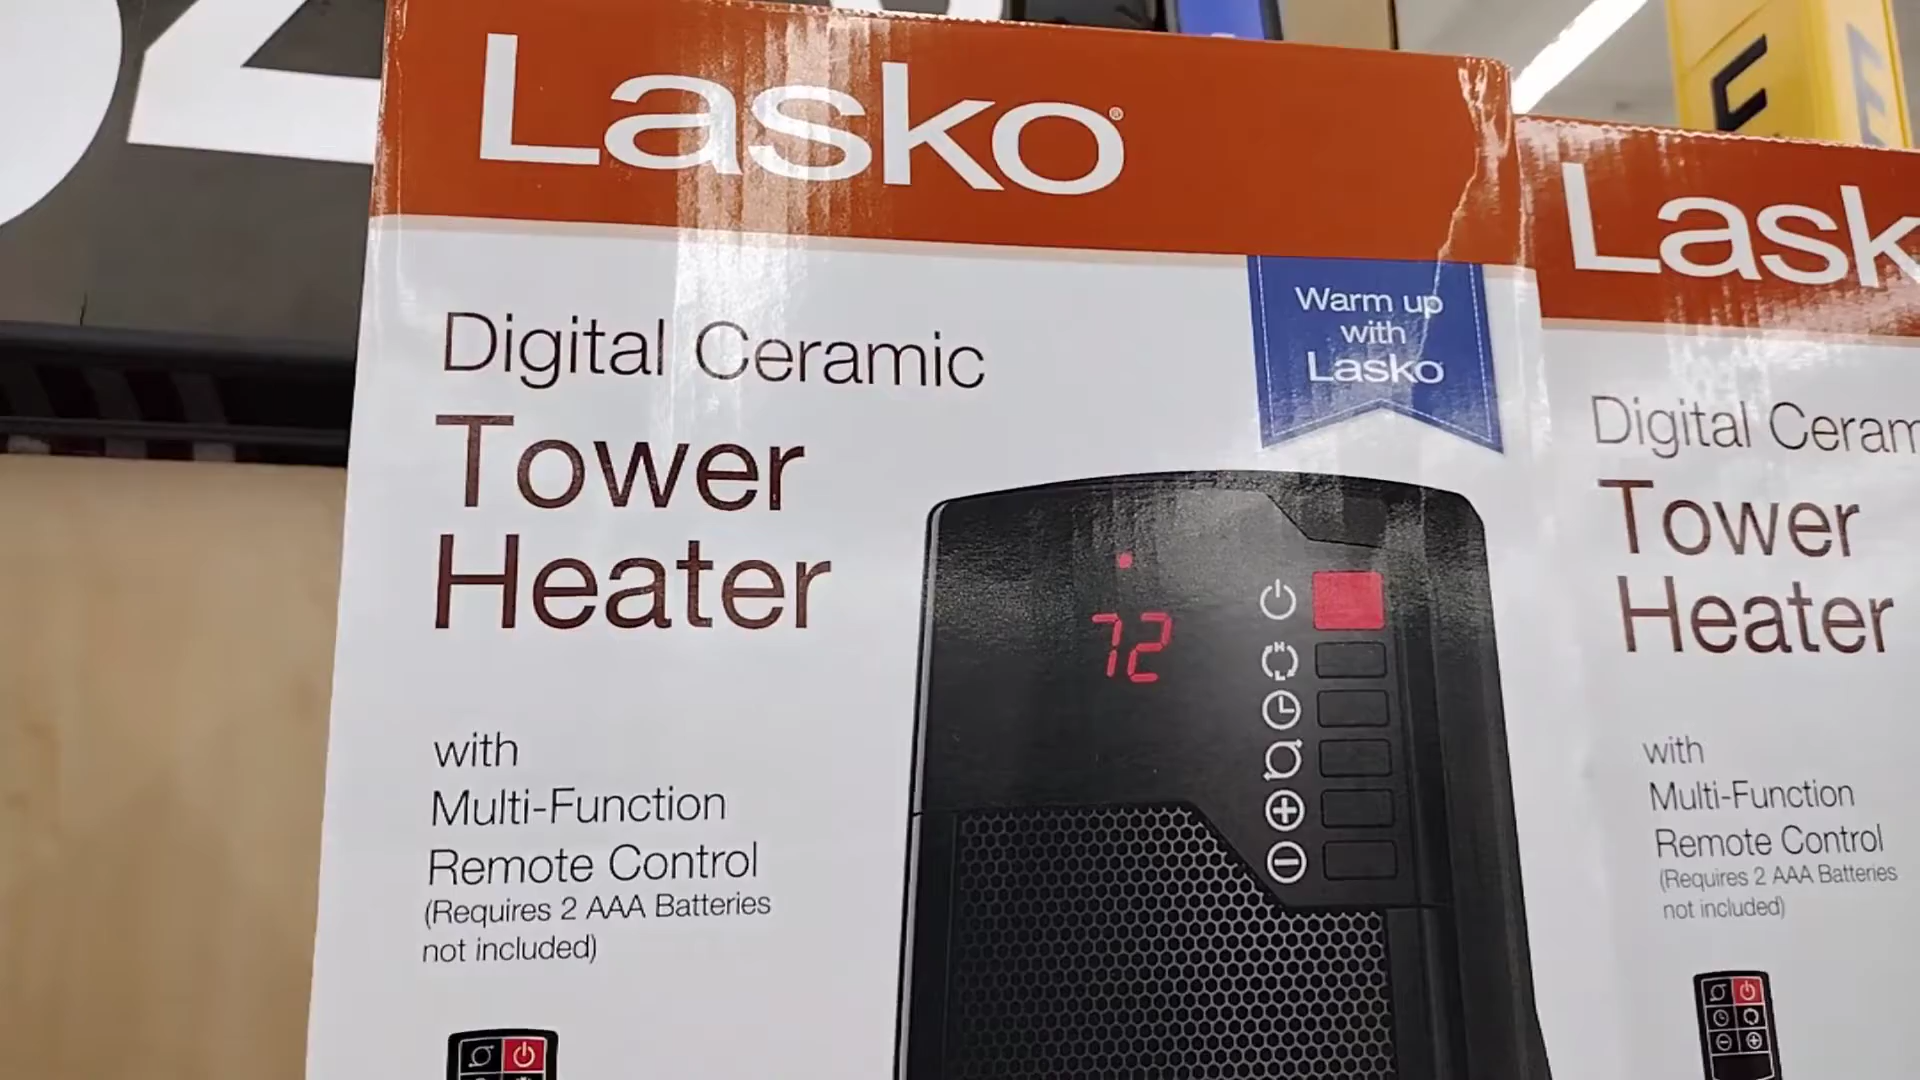 Lasko®
Digital Ceramic
Tower
Heater
with
Multi-Function
Remote Control
(Requires 2 AAA Batteries
not included)
Warm up
with
Lasko
72
H
L
Lask
Digital Ceram
Tower
Heater
with
Multi-Function
Remote Control
(Requires 2 AAA Batteries
not included)